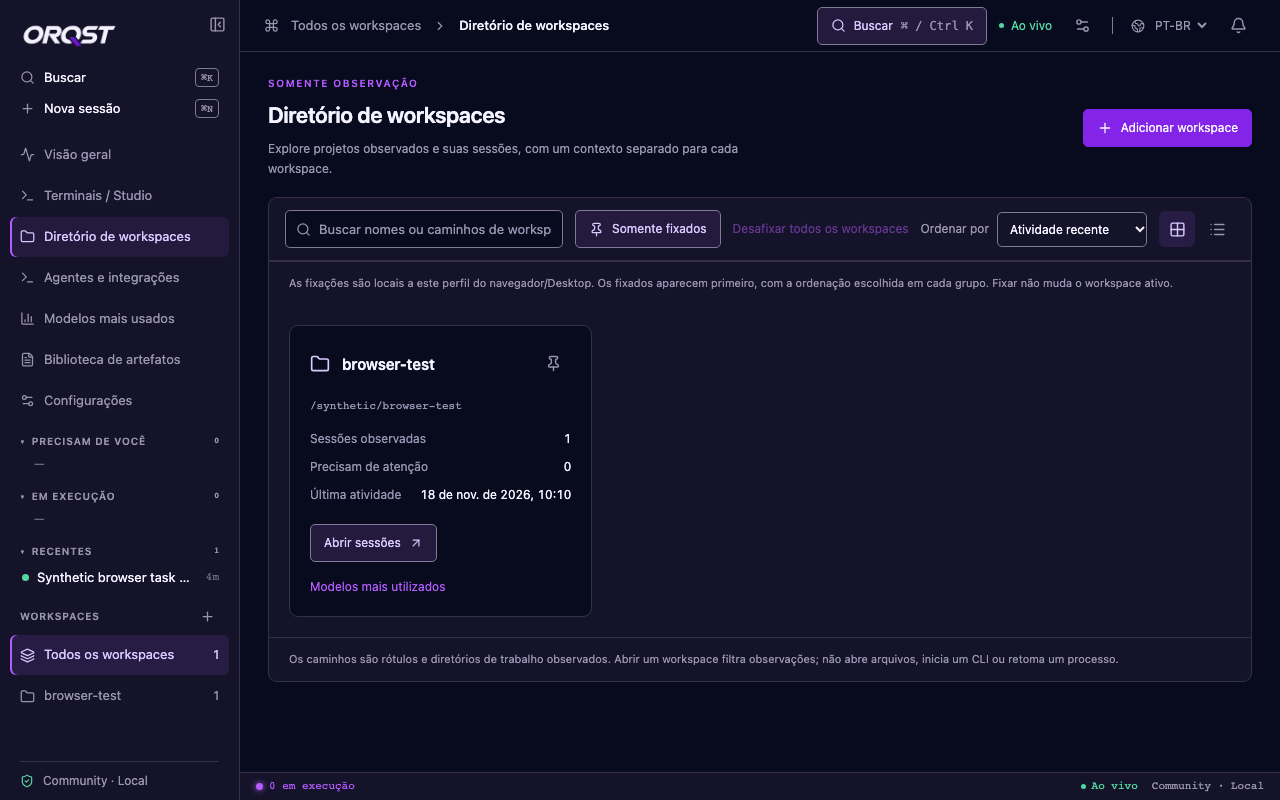 ORQST
Buscar ⌘K
Nova sessão ⌘N
Visão geral
Terminais / Studio
Diretório de workspaces
Agentes e integrações
Modelos mais usados
Biblioteca de artefatos
Configurações
PRECISAM DE VOCÊ 0
—
EM EXECUÇÃO 0
—
RECENTES 1
Synthetic browser task ... 4m
WORKSPACES
Todos os workspaces 1
browser-test 1
Community · Local
⌘ Todos os workspaces > Diretório de workspaces
Buscar ⌘ / Ctrl K
Ao vivo
PT-BR
SOMENTE OBSERVAÇÃO
Diretório de workspaces
Explore projetos observados e suas sessões, com um contexto separado para cada
workspace.
+ Adicionar workspace
Buscar nomes ou caminhos de worksp
Somente fixados
Desafixar todos os workspaces
Ordenar por
Atividade recente
As fixações são locais a este perfil do navegador/Desktop. Os fixados aparecem primeiro, com a ordenação escolhida em cada grupo. Fixar não muda o workspace ativo.
browser-test
/synthetic/browser-test
Sessões observadas 1
Precisam de atenção 0
Última atividade 18 de nov. de 2026, 10:10
Abrir sessões
Modelos mais utilizados
Os caminhos são rótulos e diretórios de trabalho observados. Abrir um workspace filtra observações; não abre arquivos, inicia um CLI ou retoma um processo.
0 em execução
Ao vivo Community · Local